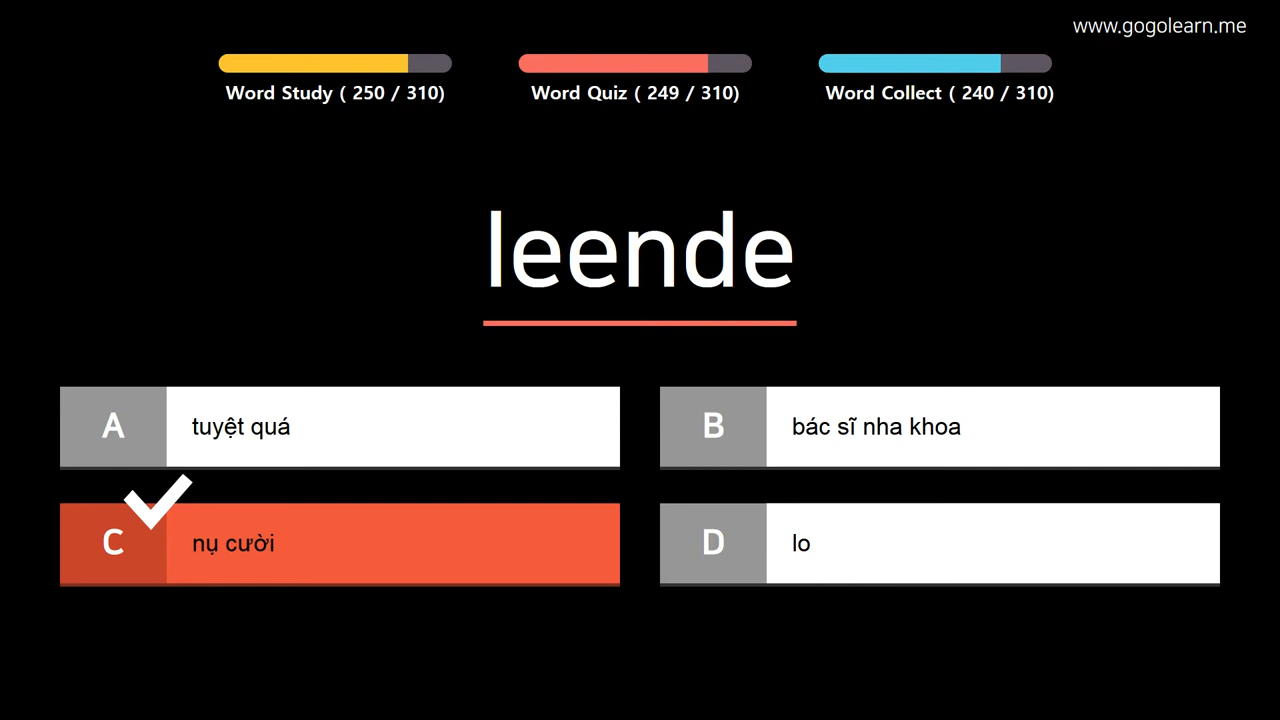 www.gogolearn.me
Word Study ( 250 / 310)
Word Quiz ( 249 / 310)
Word Collect ( 240 / 310)
leende
A
tuyệt quá
B
bác sĩ nha khoa
C
nụ cười
D
lo